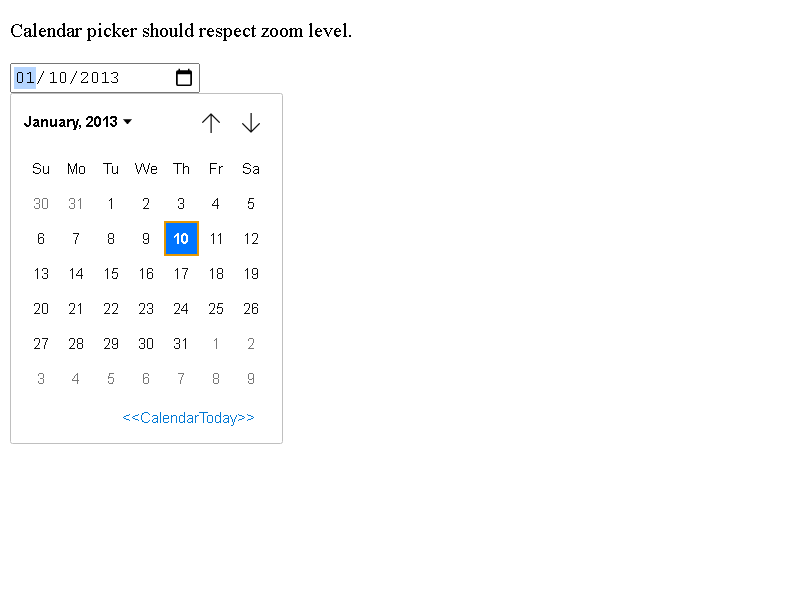 Calendar picker should respect zoom level.
01/10/2013
January, 2013
Su Mo Tu We Th Fr Sa
30 31 1 2 3 4 5
6 7 8 9 10 11 12
13 14 15 16 17 18 19
20 21 22 23 24 25 26
27 28 29 30 31 1 2
3 4 5 6 7 8 9
<<CalendarToday>>